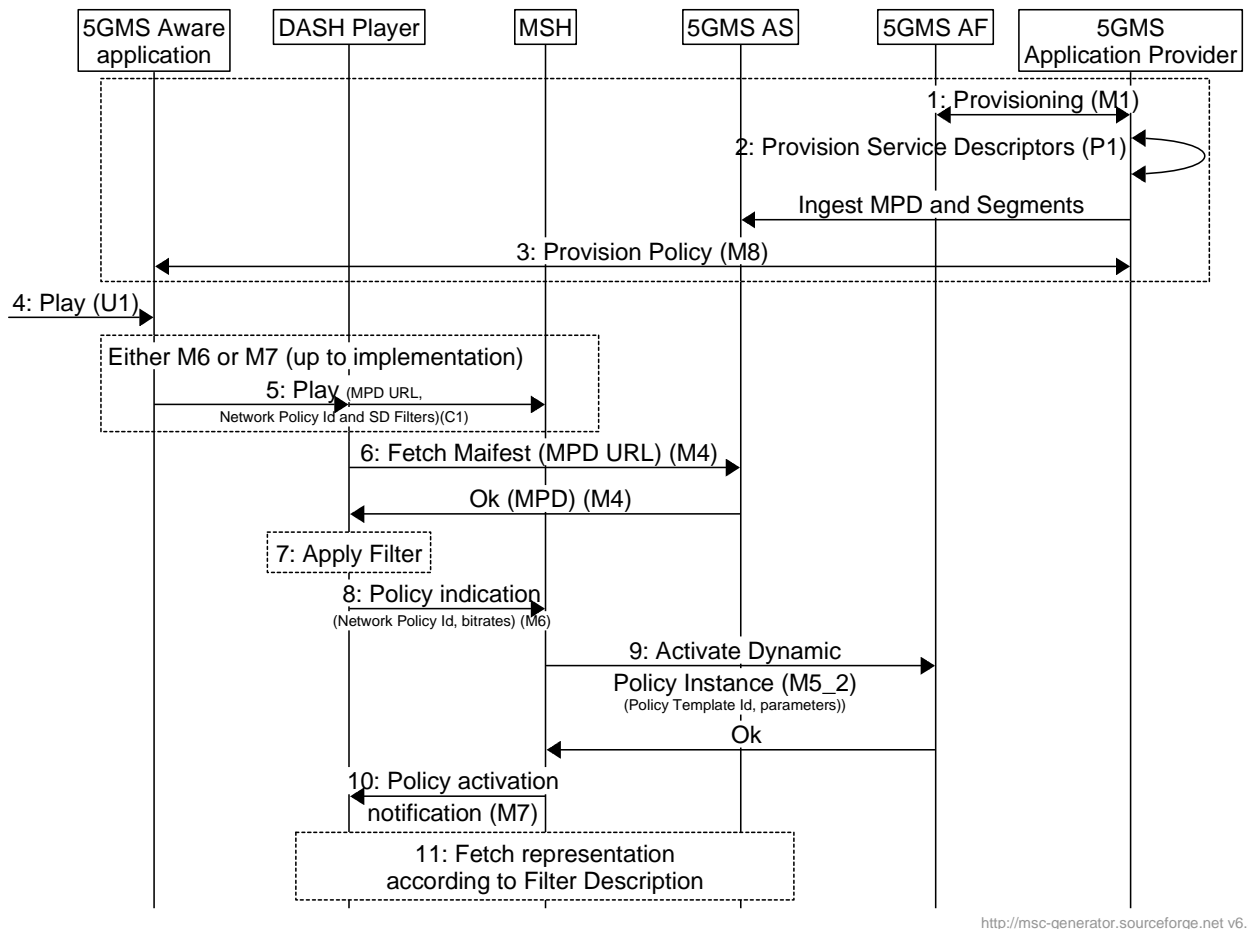 5GMS Aware
application
DASH Player
MSH
5GMS AS
5GMS AF
5GMS
Application Provider
1: Provisioning (M1)
2: Provision Service Descriptors (P1)
Ingest MPD and Segments
3: Provision Policy (M8)
4: Play (U1)
Either M6 or M7 (up to implementation)
5: Play (MPD URL,
Network Policy Id and SD Filters)(C1)
6: Fetch Maifest (MPD URL) (M4)
Ok (MPD) (M4)
7: Apply Filter
8: Policy indication
(Network Policy Id, bitrates) (M6)
9: Activate Dynamic
Policy Instance (M5_2)
(Policy Template Id, parameters))
Ok
10: Policy activation
notification (M7)
11: Fetch representation
according to Filter Description
http://msc-generator.sourceforge.net v6.